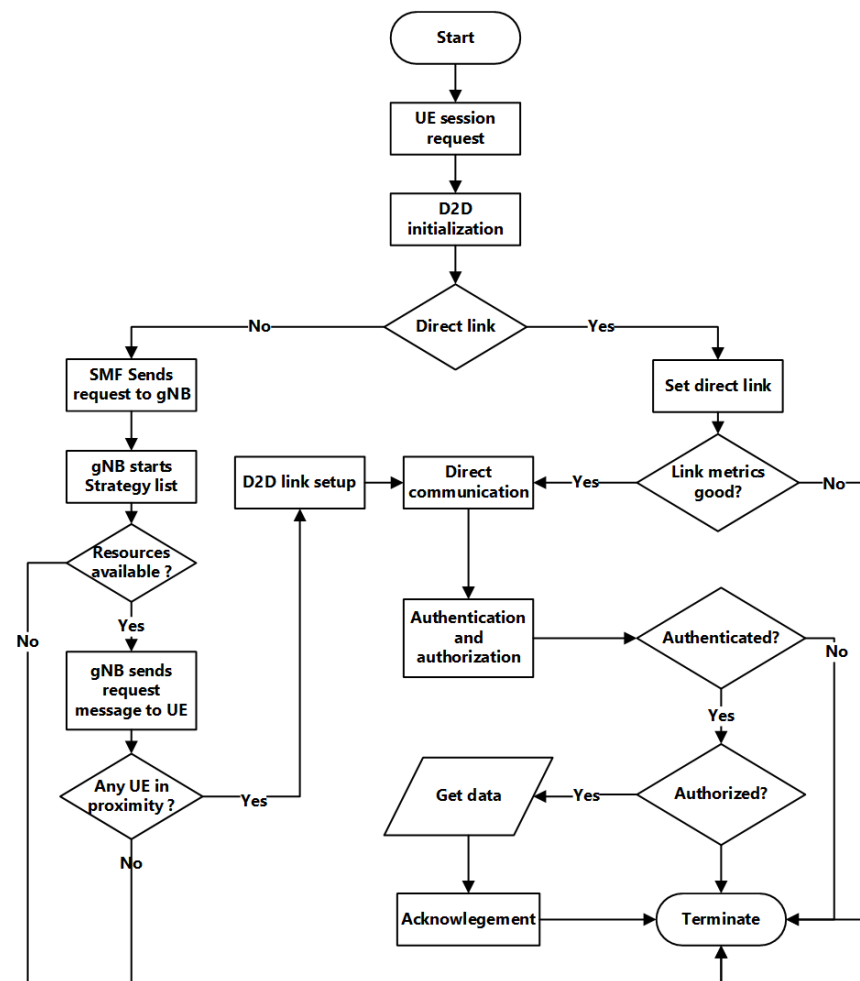 Start
UE session
request
D2D
initialization
Direct link
No
Yes
SMF Sends
request to gNB
Set direct link
gNB starts
Strategy list
D2D link setup
Direct
communication
Yes
Link metrics
good?
No
Resources
available ?
No
Yes
Authentication
and
authorization
Authenticated?
No
gNB sends
request
message to UE
Yes
Any UE in
proximity ?
Yes
Get data
Yes
Authorized?
No
Acknowlegement
Terminate